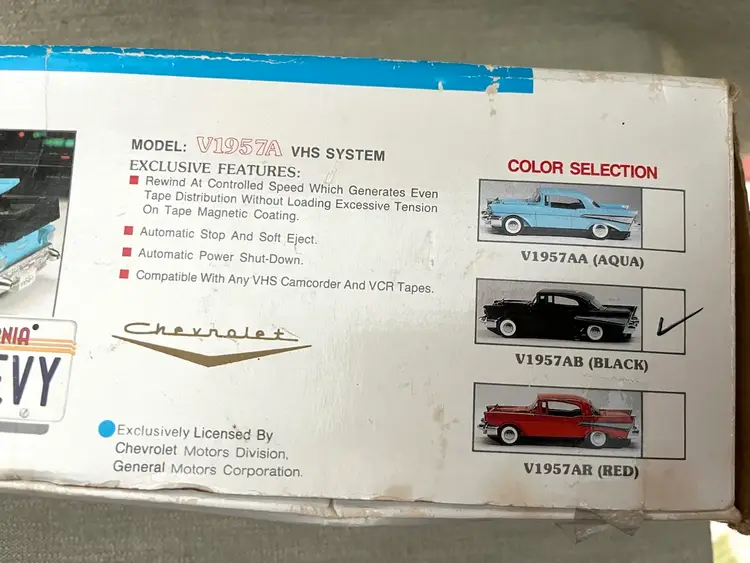 MODEL: V1957A VHS SYSTEM
EXCLUSIVE FEATURES:
Rewind At Controlled Speed Which Generates Even
Tape Distribution Without Loading Excessive Tension
On Tape Magnetic Coating.
Automatic Stop And Soft Eject.
Automatic Power Shut-Down.
Compatible With Any VHS Camcorder And VCR Tapes.
Chevrolet
Exclusively Licensed By
Chevrolet Motors Division,
General Motors Corporation.
RNIA
EVY
COLOR SELECTION
V1957AA (AQUA)
V1957AB (BLACK)
V1957AR (RED)